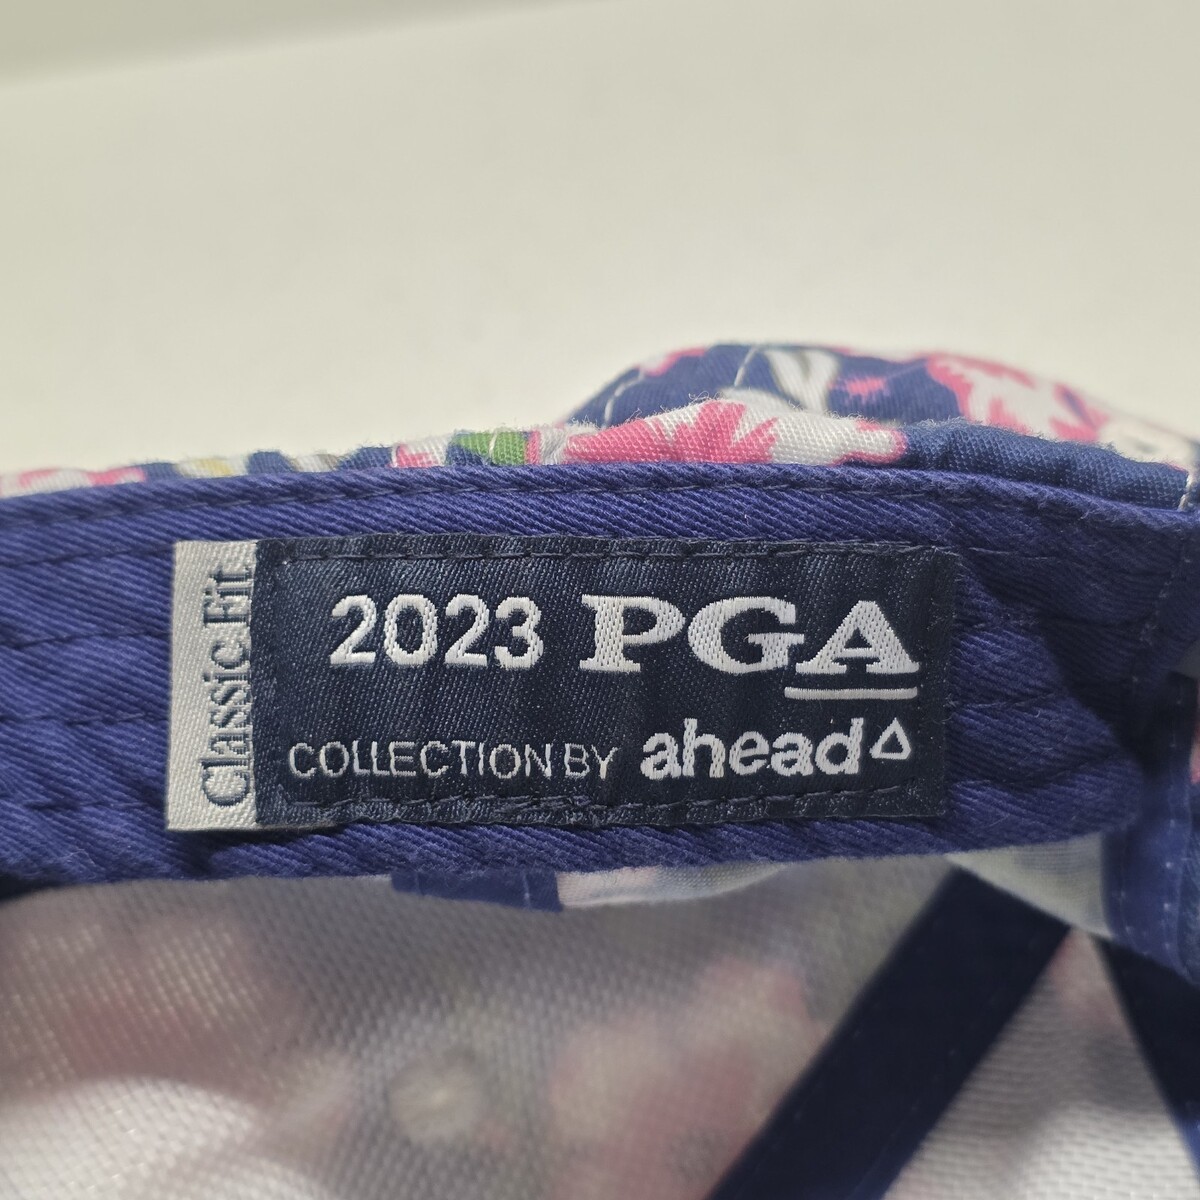 Classic Fit
2023 PGA
COLLECTION BY ahead